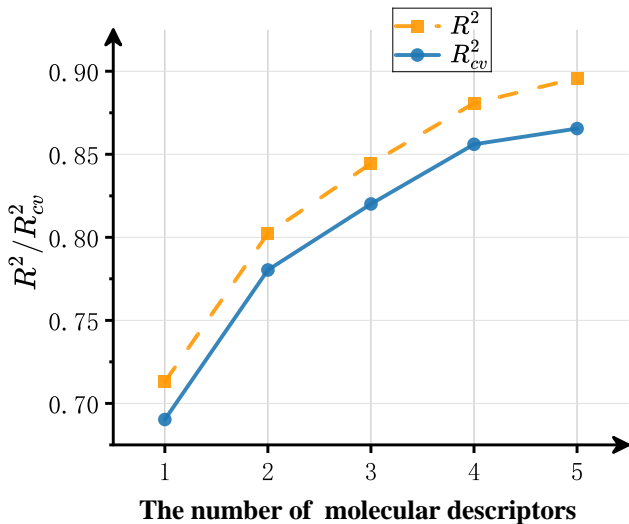 R²
R²cv
0.90
0.85
0.80
0.75
0.70
R²/R²cv
1 2 3 4 5
The number of  molecular descriptors